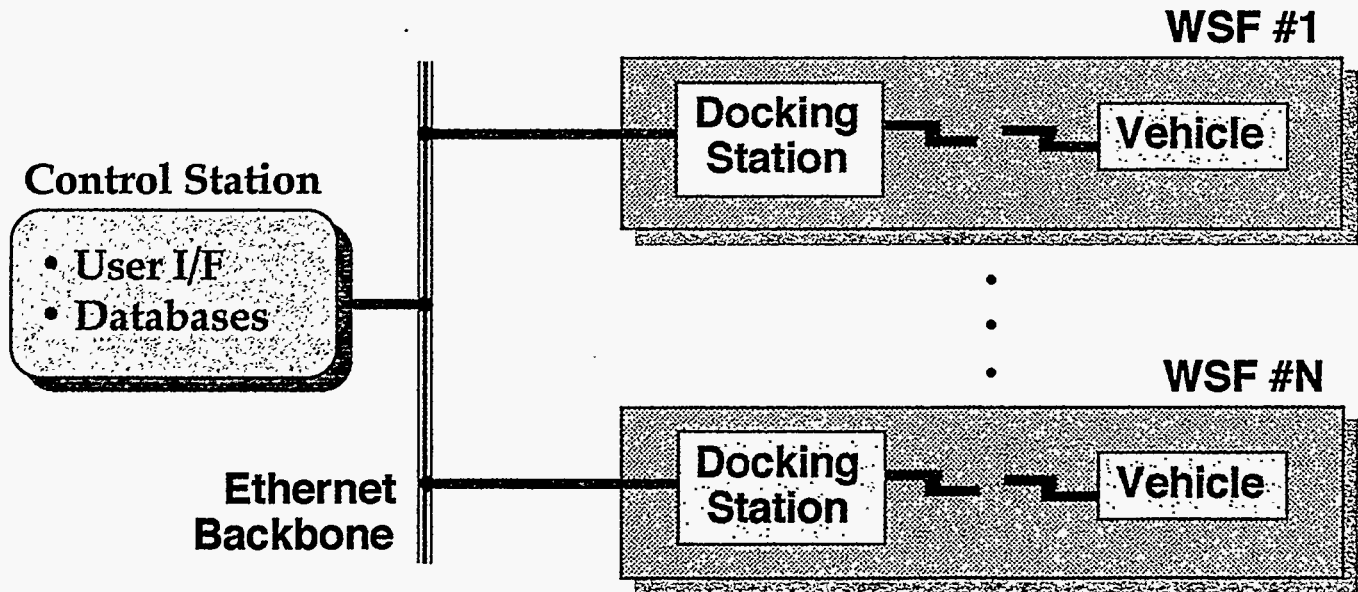 WSF #1
Docking
Station
Vehicle
Control Station
• User I/F
• Databases
WSF #N
Docking
Station
Vehicle
Ethernet
Backbone